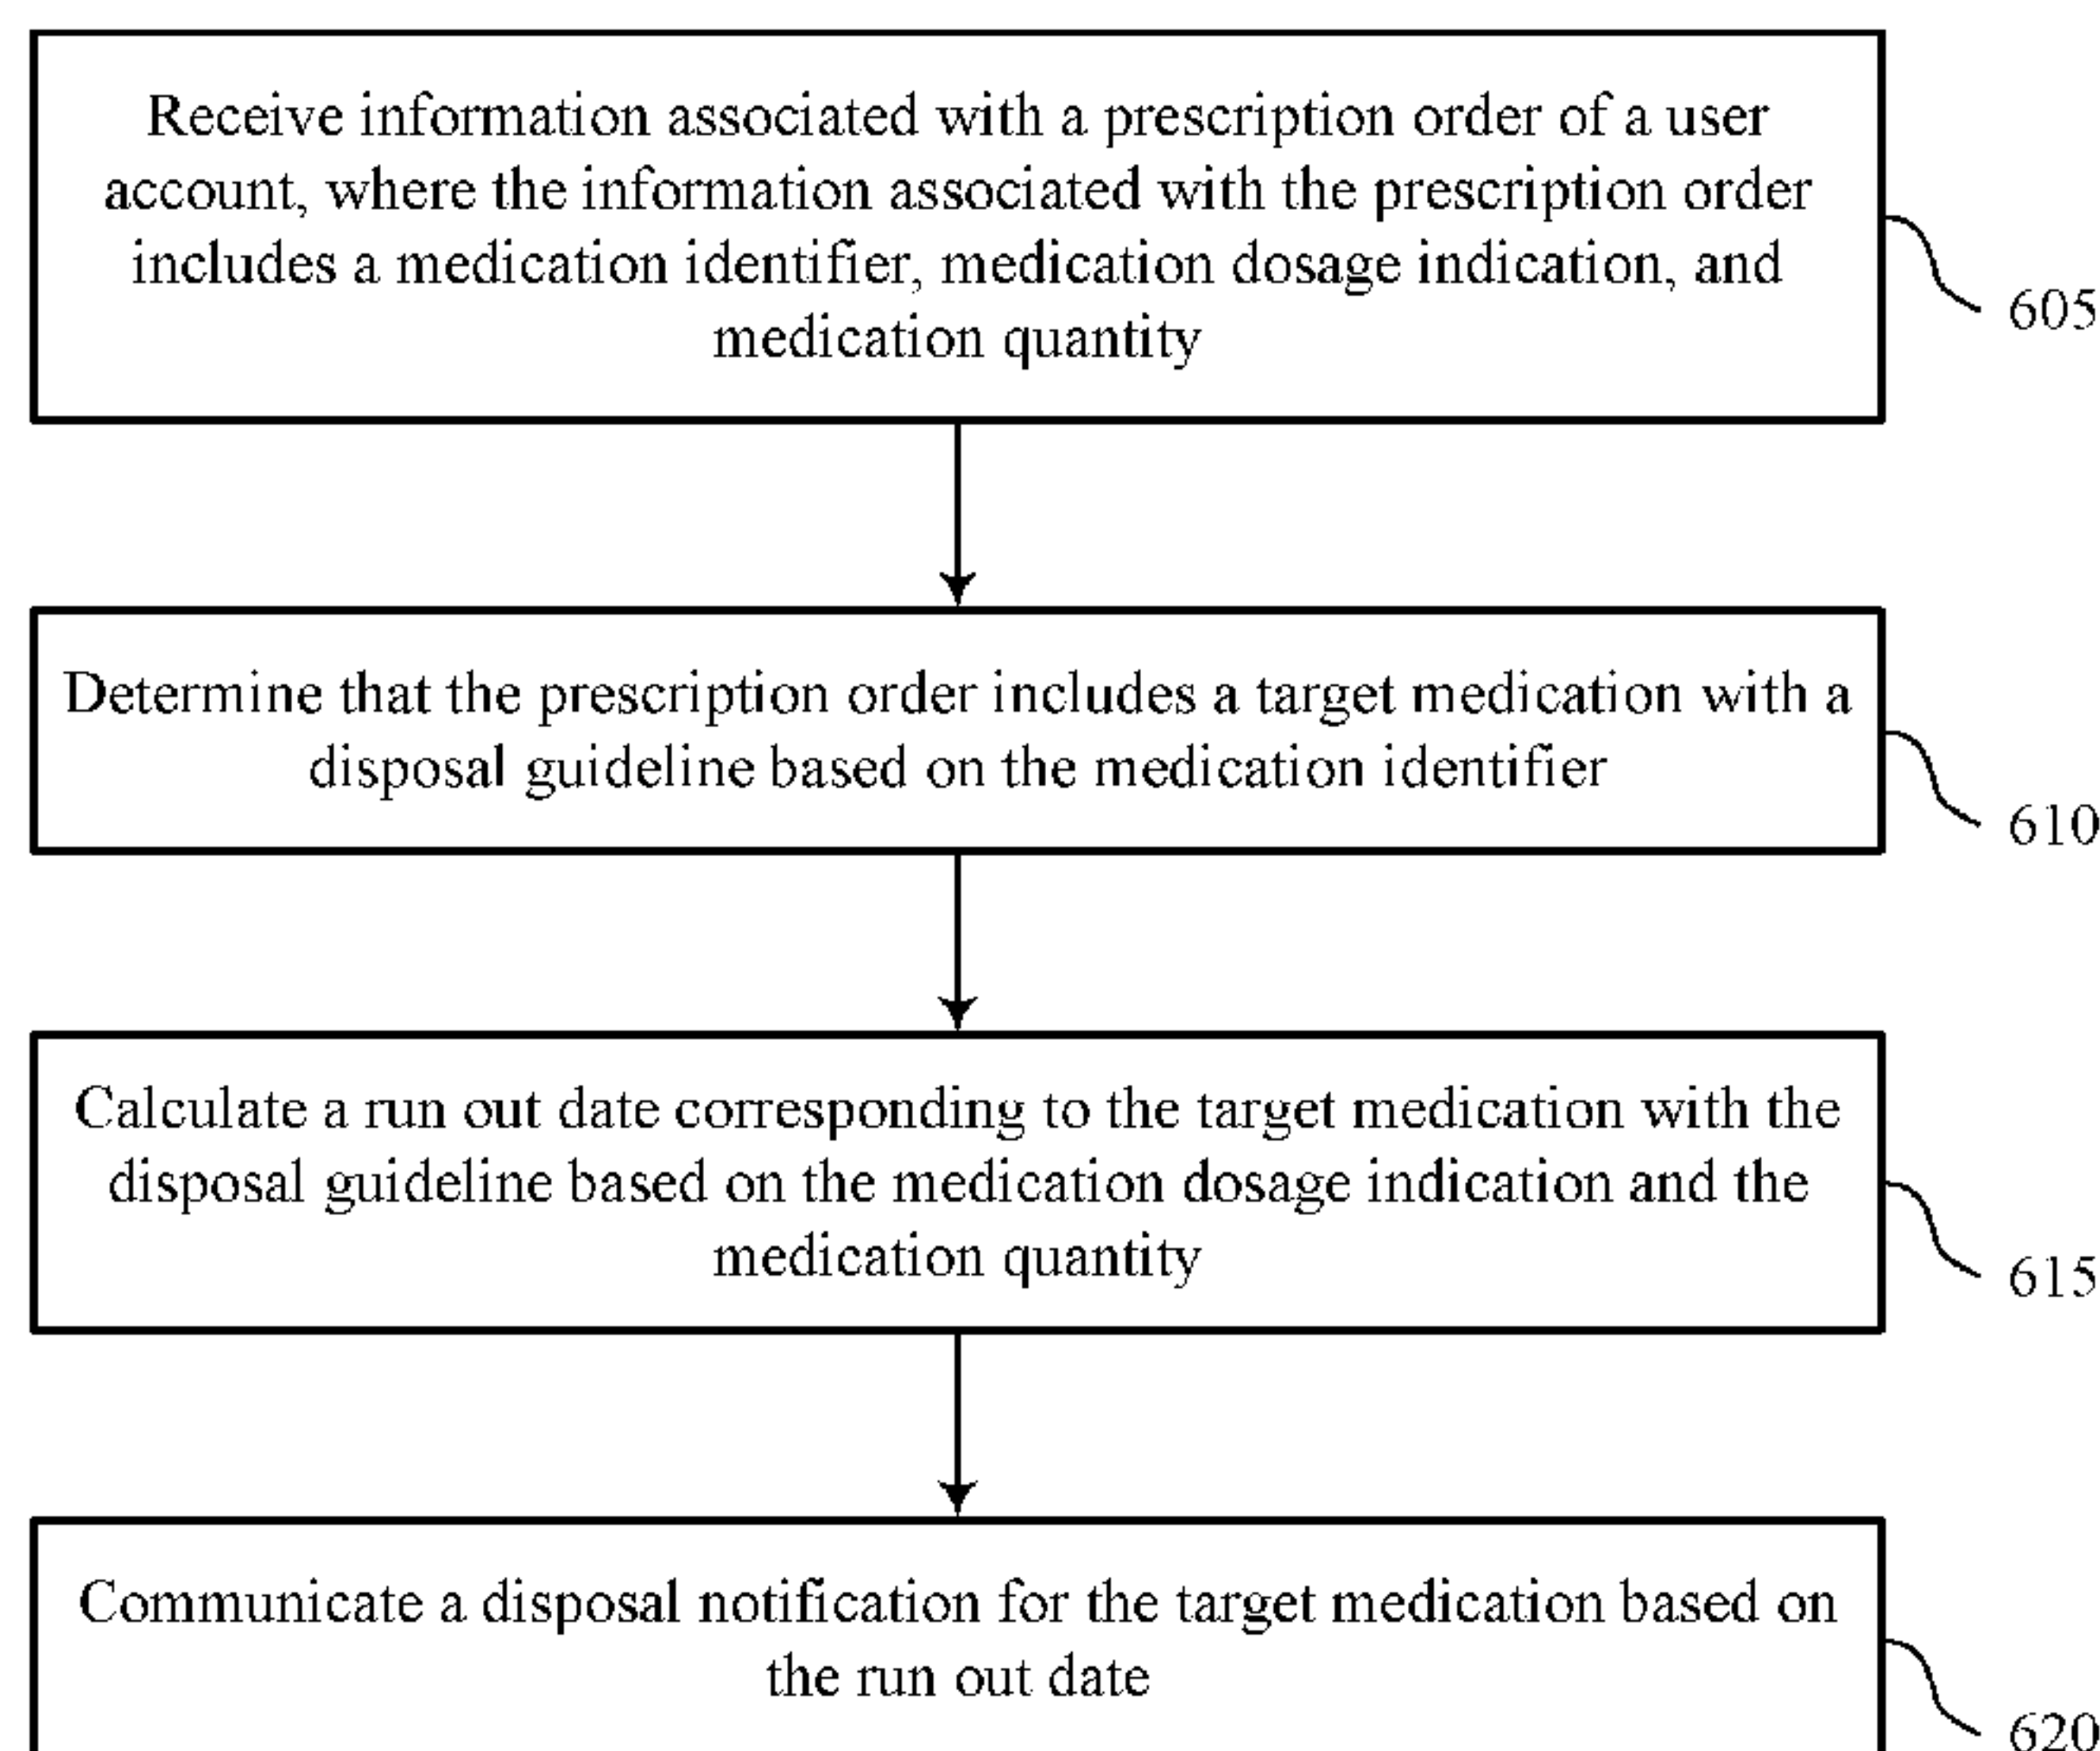 Receive information associated with a prescription order of a user
account, where the information associated with the prescription order
includes a medication identifier, medication dosage indication, and
medication quantity
605
Determine that the prescription order includes a target medication with a
disposal guideline based on the medication identifier
610
Calculate a run out date corresponding to the target medication with the
disposal guideline based on the medication dosage indication and the
medication quantity
615
Communicate a disposal notification for the target medication based on
the run out date
620